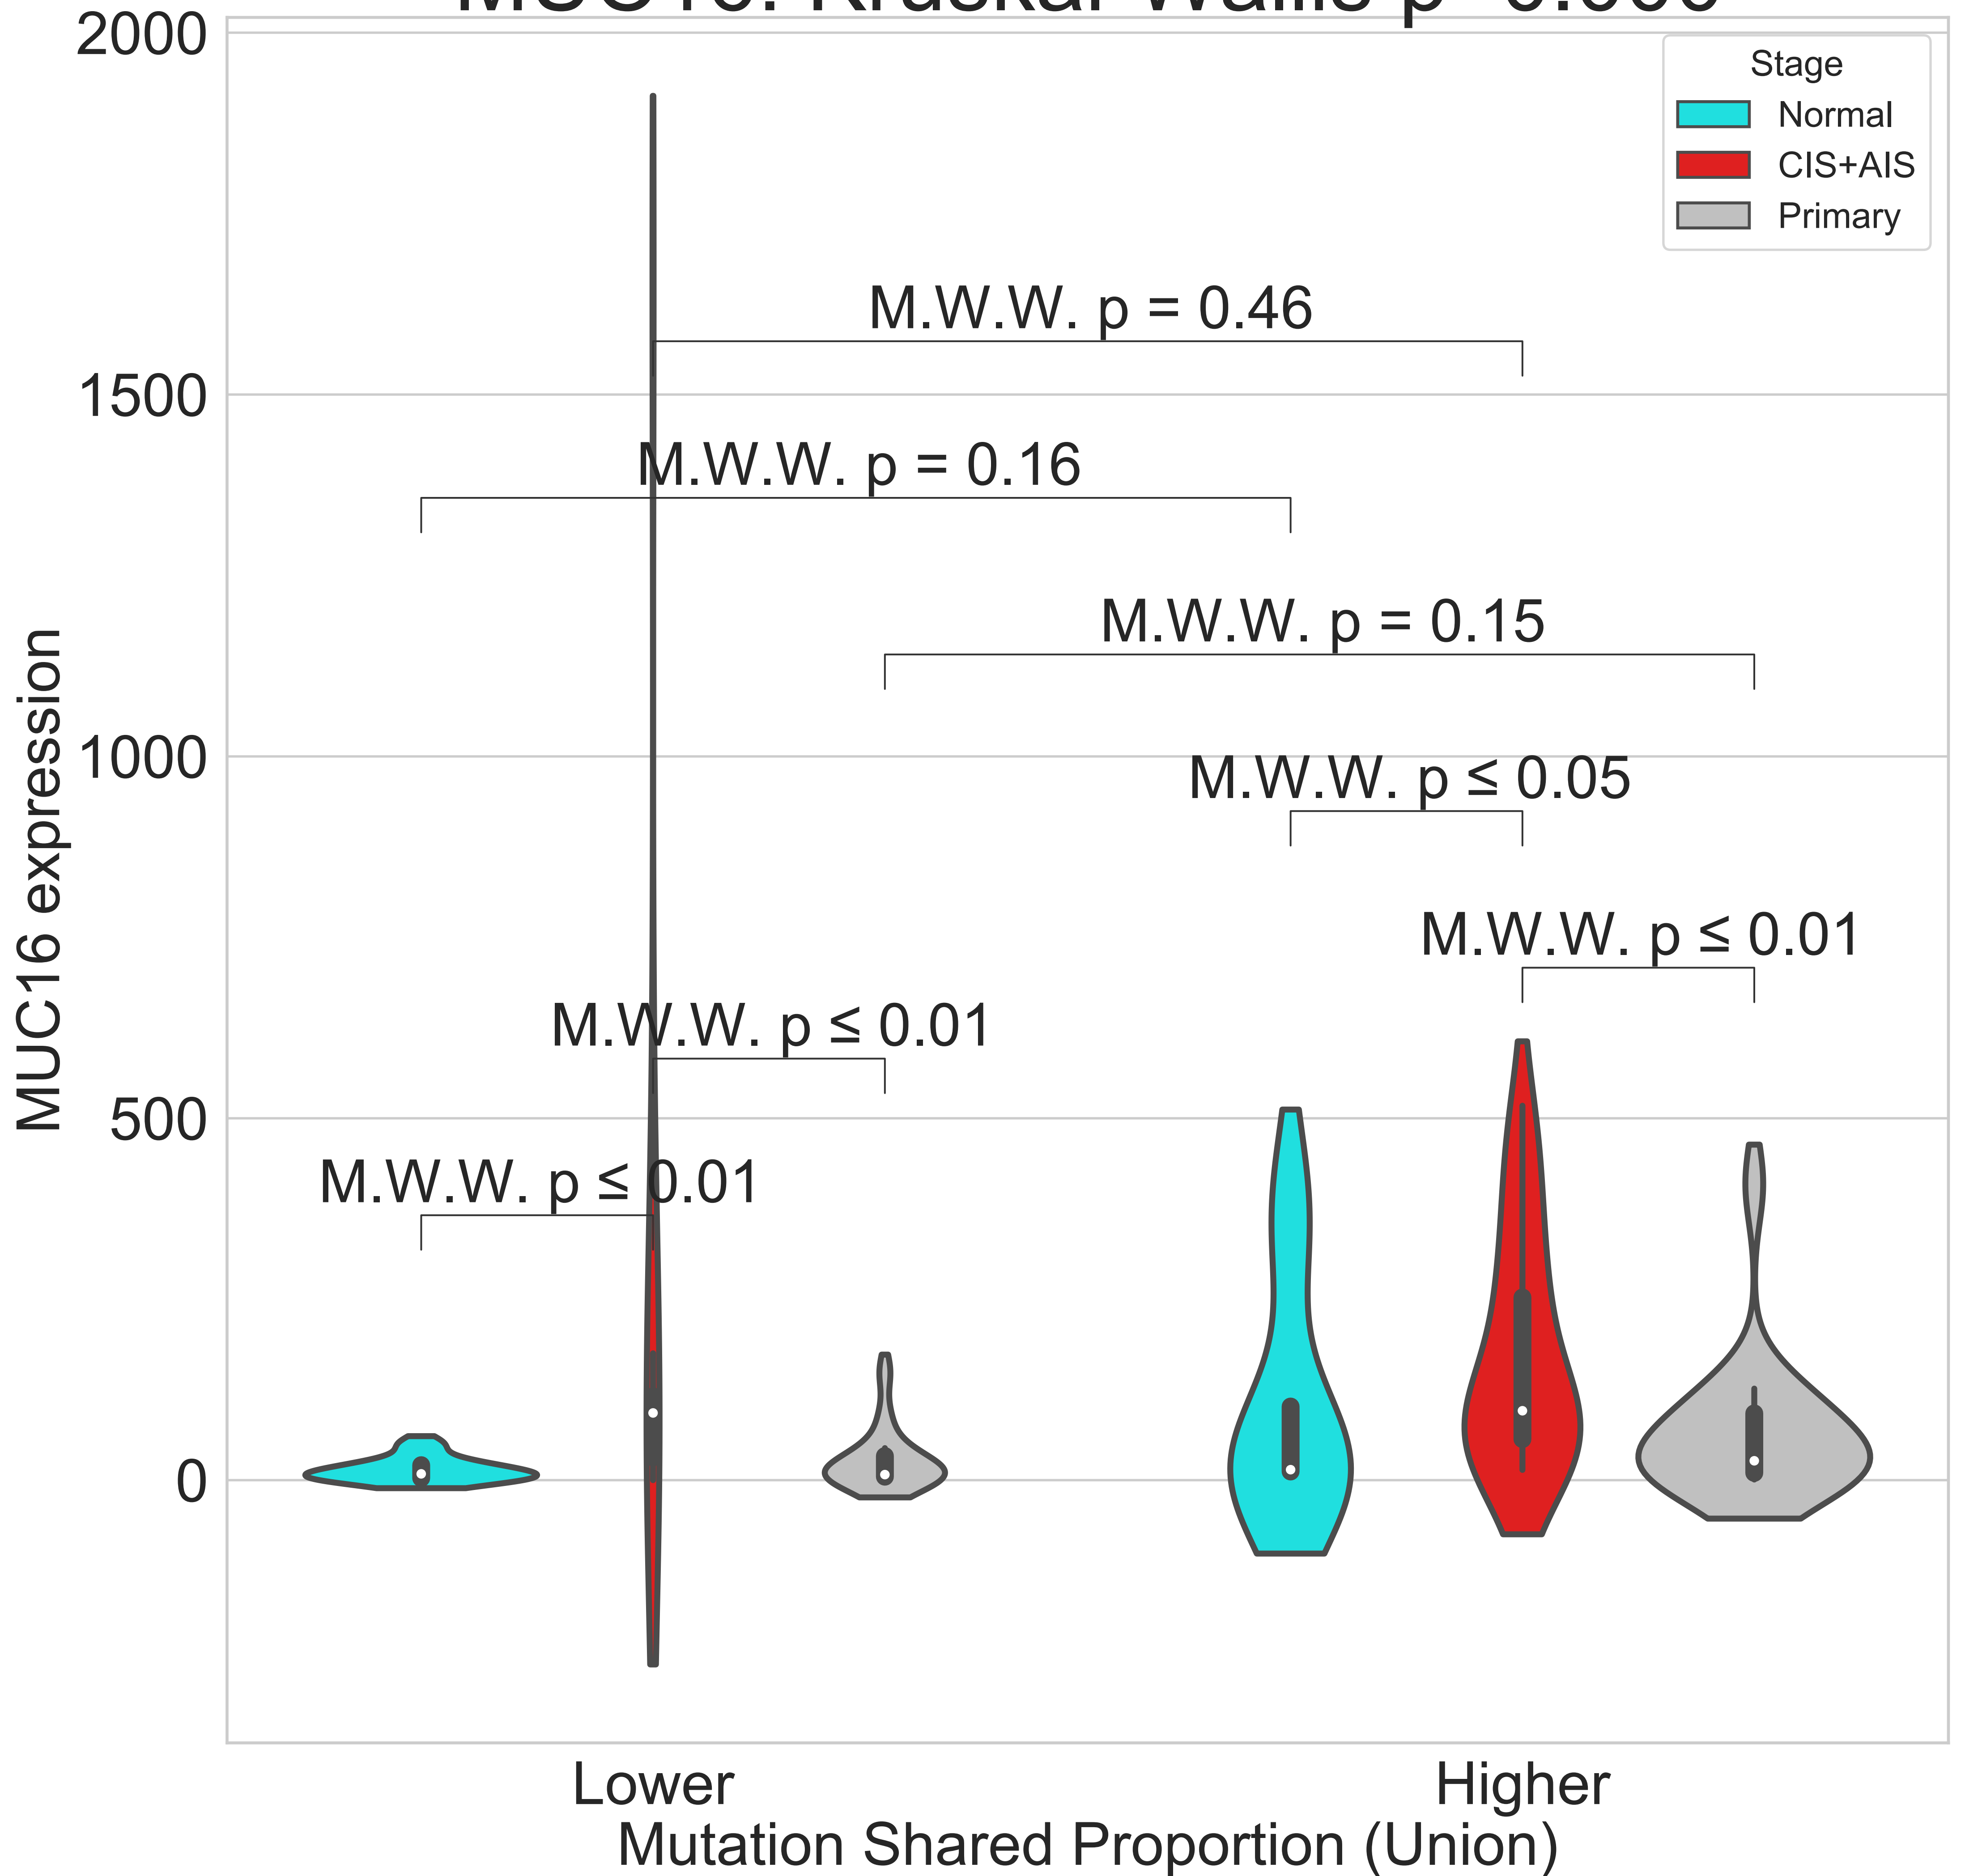 2000
Stage
Normal
CIS+AIS
Primary
M.W.W. p = 0.46
1500
M.W.W. p = 0.16
M.W.W. p = 0.15
1000
M.W.W. p ≤ 0.05
M.W.W. p ≤ 0.01
M.W.W. p ≤ 0.01
500
M.W.W. p ≤ 0.01
0
MUC16 expression
Lower
Higher
Mutation Shared Proportion (Union)